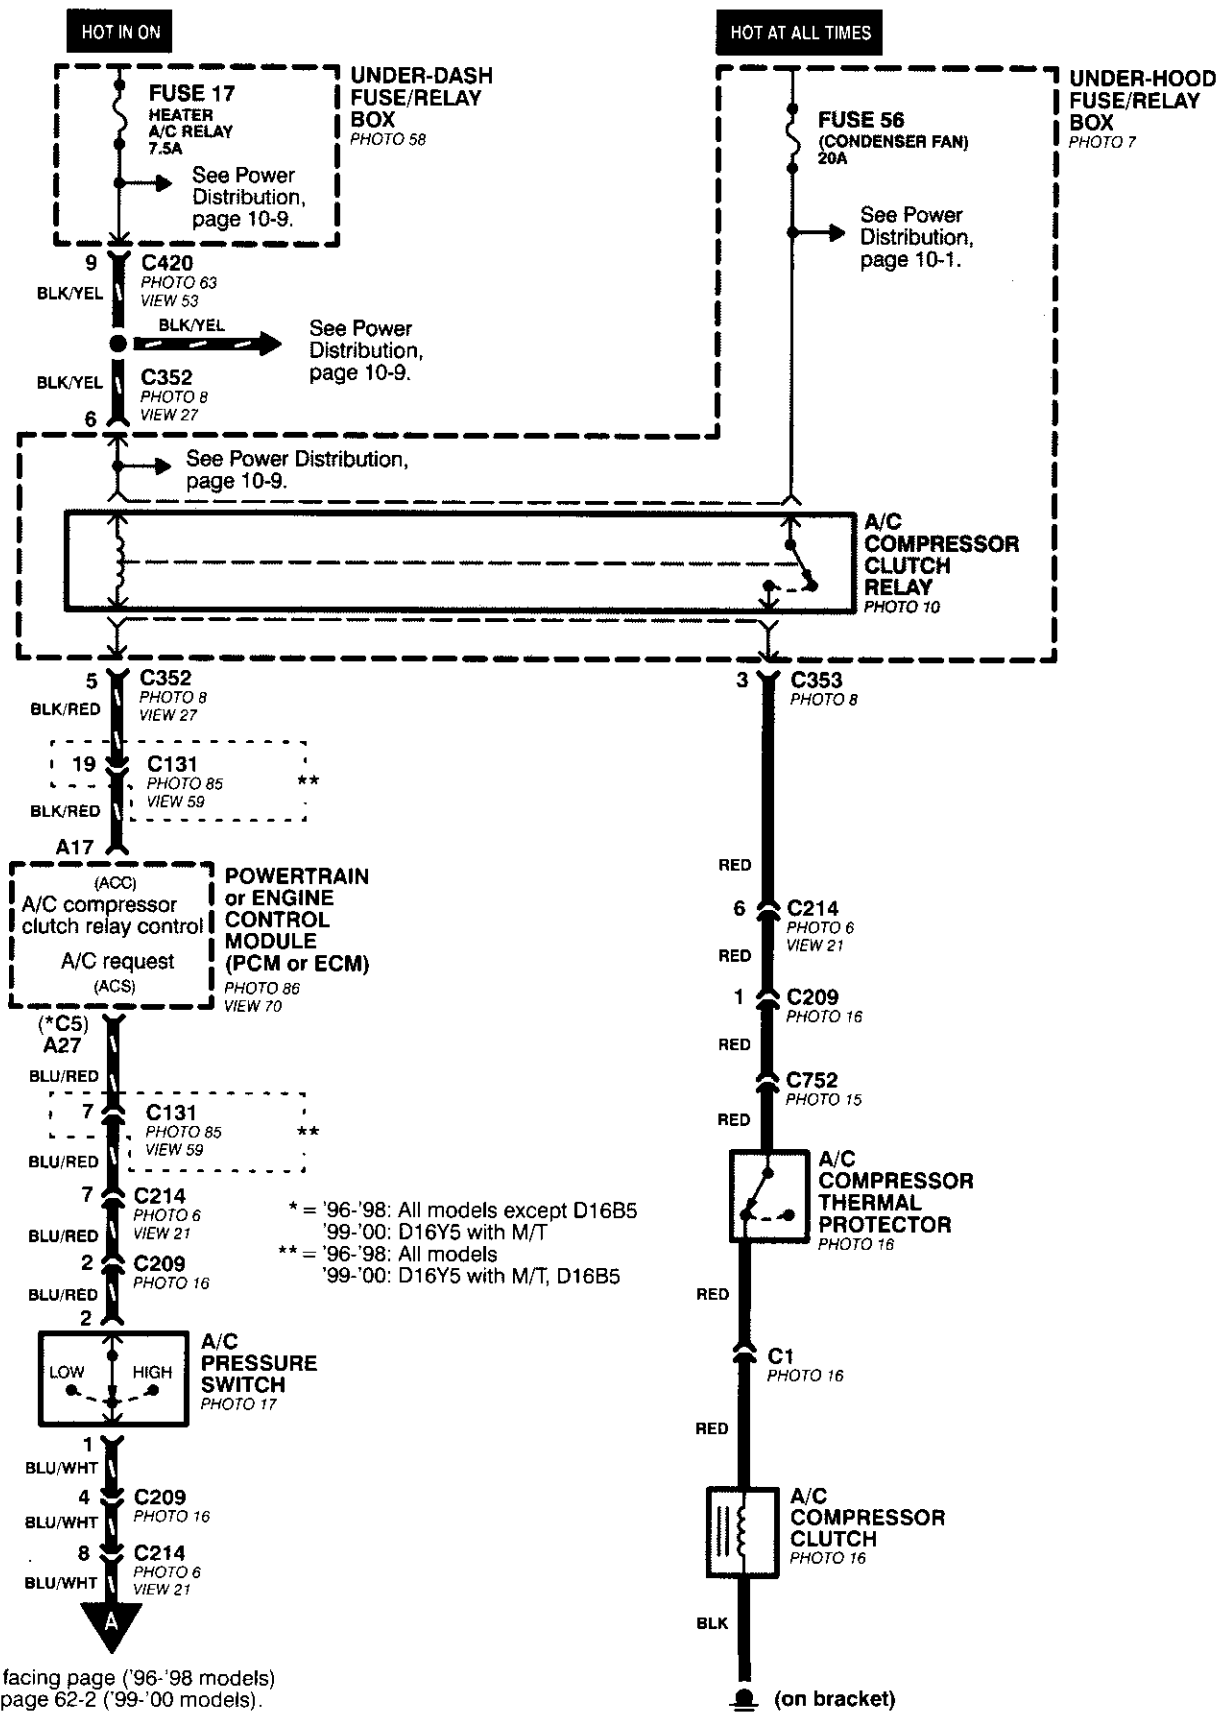 HOT IN ON
HOT AT ALL TIMES
FUSE 17
HEATER
A/C RELAY
7.5A
See Power
Distribution,
page 10-9.
UNDER-DASH
FUSE/RELAY
BOX
PHOTO 58
FUSE 56
(CONDENSER FAN)
20A
See Power
Distribution,
page 10-1.
UNDER-HOOD
FUSE/RELAY
BOX
PHOTO 7
9
C420
PHOTO 63
VIEW 53
BLK/YEL
BLK/YEL
See Power
Distribution,
page 10-9.
BLK/YEL
C352
PHOTO 8
VIEW 27
6
See Power Distribution,
page 10-9.
A/C
COMPRESSOR
CLUTCH
RELAY
PHOTO 10
5
C352
PHOTO 8
VIEW 27
BLK/RED
3
C353
PHOTO 8
19
C131
PHOTO 85
VIEW 59
**
BLK/RED
A17
(ACC)
A/C compressor
clutch relay control
A/C request
(ACS)
POWERTRAIN
or ENGINE
CONTROL
MODULE
(PCM or ECM)
PHOTO 86
VIEW 70
RED
6
C214
PHOTO 6
VIEW 21
RED
1
C209
PHOTO 16
RED
C752
PHOTO 15
RED
(*C5)
A27
BLU/RED
7
C131
PHOTO 85
VIEW 59
**
BLU/RED
7
C214
PHOTO 6
VIEW 21
BLU/RED
2
C209
PHOTO 16
BLU/RED
2
* = '96-'98: All models except D16B5
'99-'00: D16Y5 with M/T
** = '96-'98: All models
'99-'00: D16Y5 with M/T, D16B5
A/C
COMPRESSOR
THERMAL
PROTECTOR
PHOTO 16
LOW
HIGH
A/C
PRESSURE
SWITCH
PHOTO 17
RED
C1
PHOTO 16
RED
1
BLU/WHT
4
C209
PHOTO 16
BLU/WHT
8
C214
PHOTO 6
VIEW 21
BLU/WHT
A
A/C
COMPRESSOR
CLUTCH
PHOTO 16
BLK
(on bracket)
facing page ('96-'98 models)
page 62-2 ('99-'00 models).